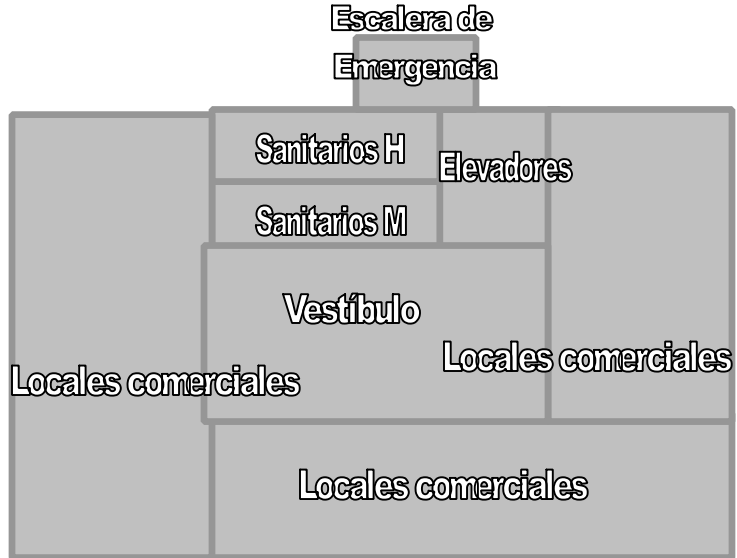 Escalera de
Emergencia
Sanitarios H
Elevadores
Sanitarios M
Vestíbulo
Locales comerciales
Locales comerciales
Locales comerciales